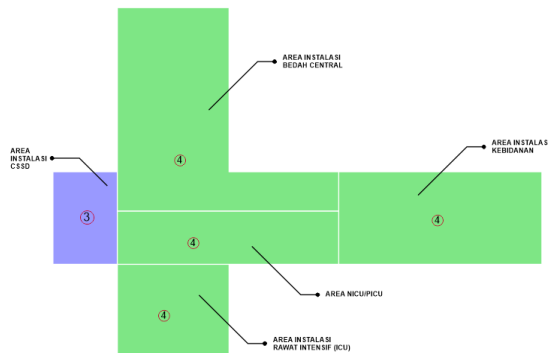 AREA INSTALASI
BEDAH CENTRAL
④
AREA
INSTALASI
CSSD
AREA INSTALAS
KEBIDANAN
③
④
④
AREA NICU/PICU
④
AREA INSTALASI
RAWAT INTENSIF (ICU)